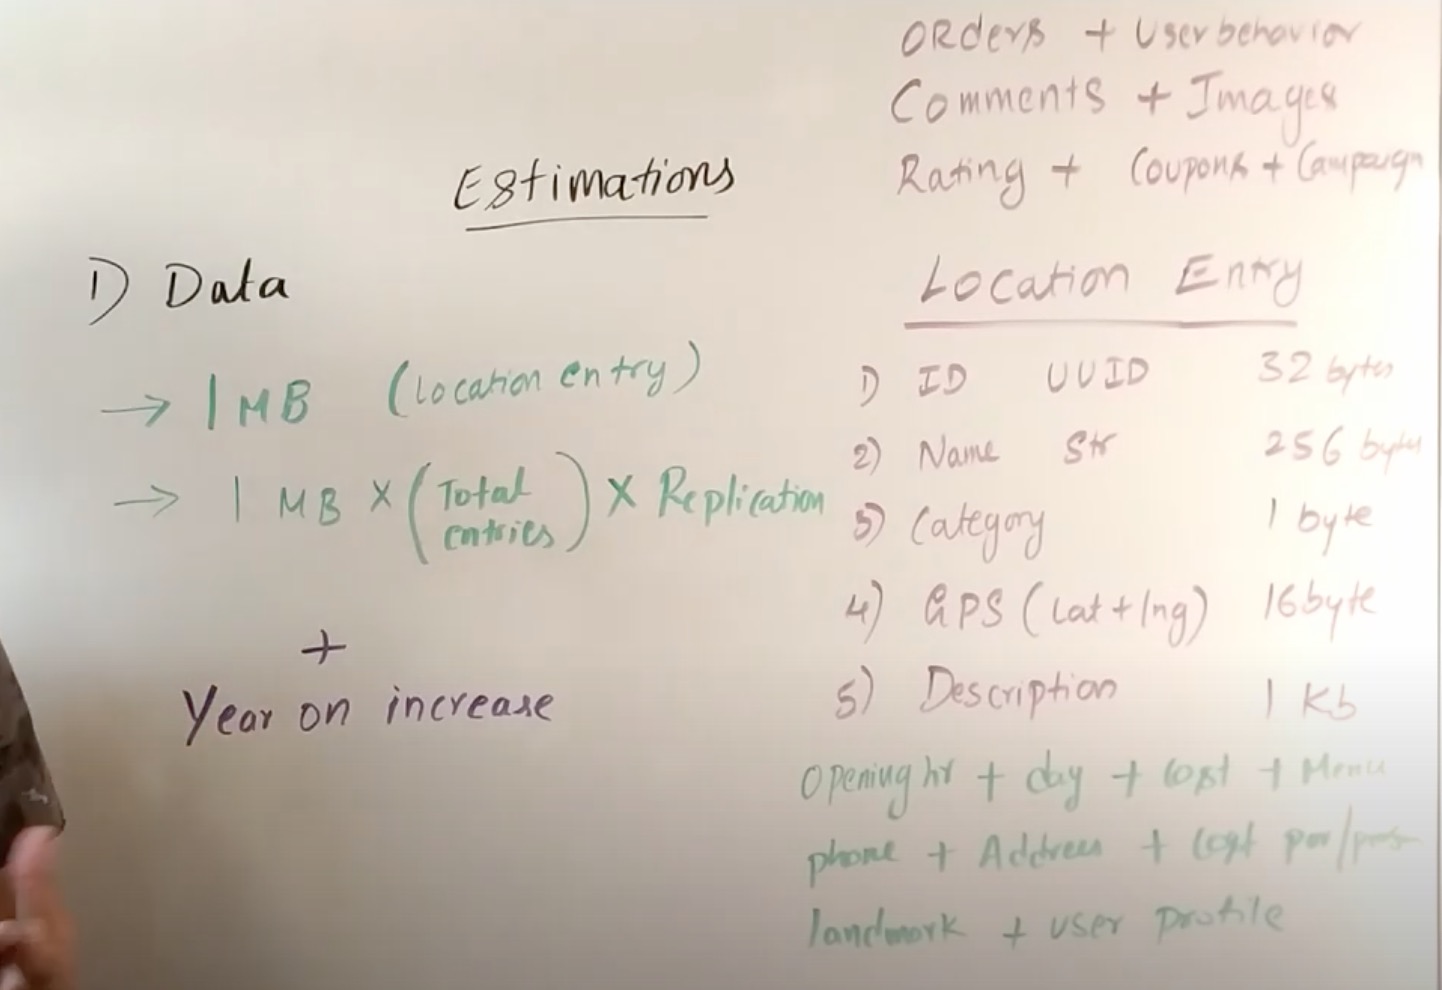 Estimations
1) Data
→ 1 MB (location entry)
→ 1 MB X (Total entries) X Replication
+
Year on increase
ORders + User behavior
Comments + Images
Rating + Coupons + Campaign
Location Entry
1) ID UUID 32 bytes
2) Name Str 256 bytes
3) Category 1 byte
4) GPS (Lat + lng) 16 byte
5) Description 1 Kb
Opening hr + day + Cost + Menu
phone + Address + Cost per/person
landmark + user profile